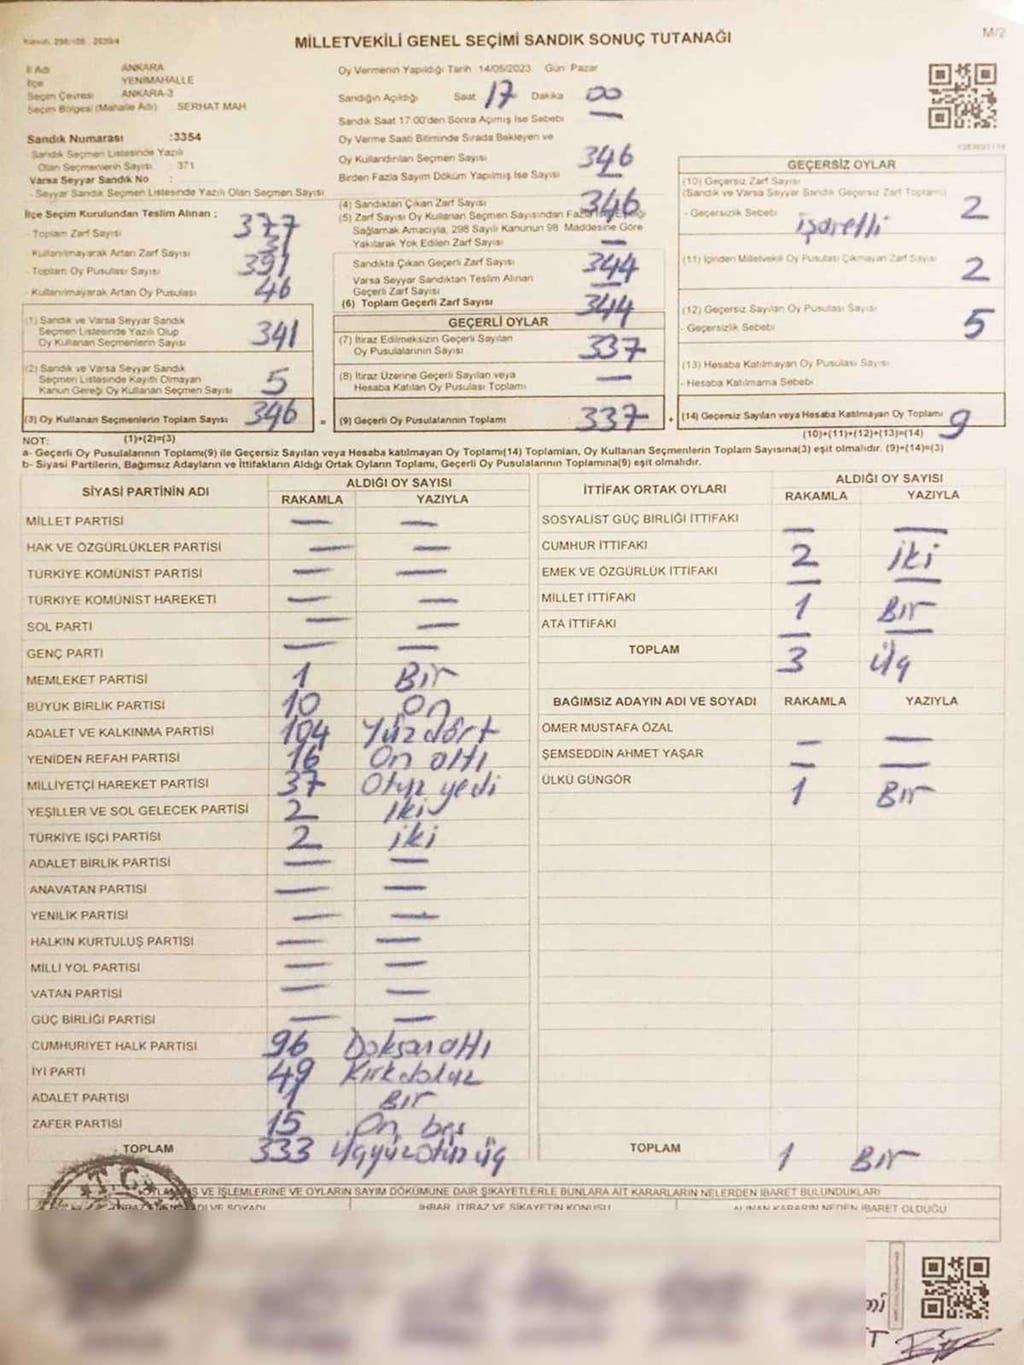 MİLLETVEKİLİ GENEL SEÇİMİ SANDIK SONUÇ TUTANAĞI
M/2
İl Adı ANKARA
İlçe YENİMAHALLE
Seçim Çevresi ANKARA-3
Seçim Bölgesi (Mahalle Adı) SERHAT MAH
Sandık Numarası :3354
Sandık Seçmen Listesinde Yazılı
Olan Seçmenlerin Sayısı 371
Varsa Seyyar Sandık No :
Seyyar Sandık Seçmen Listesinde Yazılı Olan Seçmen Sayısı
İlçe Seçim Kurulundan Teslim Alınan ;
- Toplam Zarf Sayısı 377
- Kullanılmayarak Artan Zarf Sayısı
- Toplam Oy Pusulası Sayısı 391
- Kullanılmayarak Artan Oy Pusulası 46
(1) Sandık ve Varsa Seyyar Sandık
Seçmen Listesinde Yazılı Olup
Oy Kullanan Seçmenlerin Sayısı 341
(2) Sandık ve Varsa Seyyar Sandık
Seçmen Listesinde Kayıtlı Olmayan
Kanun Gereği Oy Kullanan Seçmen Sayısı 5
(3) Oy Kullanan Seçmenlerin Toplam Sayısı 346 =
(1)+(2)=(3)
Oy Vermenin Yapıldığı Tarih 14/05/2023 Gün Pazar
Sandığın Açıldığı Saat 17 Dakika 00
Sandık Saat 17:00'den Sonra Açılmış İse Sebebi —
Oy Verme Saati Bitiminde Sırada Bekleyen ve
Oy Kullandırılan Seçmen Sayısı 346
Birden Fazla Sayım Döküm Yapılmış İse Sayısı —
(4) Sandıktan Çıkan Zarf Sayısı 346
(5) Zarf Sayısı Oy Kullanan Seçmen Sayısından Fazla İse Eşitliği
Sağlamak Amacıyla, 298 Sayılı Kanunun 98 Maddesine Göre
Yakılarak Yok Edilen Zarf Sayısı —
Sandıkta Çıkan Geçerli Zarf Sayısı 344
Varsa Seyyar Sandıktan Teslim Alınan
Geçerli Zarf Sayısı —
(6) Toplam Geçerli Zarf Sayısı 344
GEÇERLİ OYLAR
(7) İtiraz Edilmeksizin Geçerli Sayılan
Oy Pusulalarının Sayısı 337
(8) İtiraz Üzerine Geçerli Sayılan veya
Hesaba Katılan Oy Pusulası Toplamı —
(9) Geçerli Oy Pusulalarının Toplamı 337 +
GEÇERSİZ OYLAR
(10) Geçersiz Zarf Sayısı
(Sandık ve Varsa Seyyar Sandık Geçersiz Zarf Toplamı) 2
- Geçersizlik Sebebi işaretli
(11) İçinden Milletvekili Oy Pusulası Çıkmayan Zarf Sayısı 2
(12) Geçersiz Sayılan Oy Pusulası Sayısı
- Geçersizlik Sebebi 5
(13) Hesaba Katılmayan Oy Pusulası Sayısı
- Hesaba Katılmama Sebebi
(14) Geçersiz Sayılan veya Hesaba Katılmayan Oy Toplamı 9
(10)+(11)+(12)+(13)=(14)
NOT:
a- Geçerli Oy Pusulalarının Toplamı(9) ile Geçersiz Sayılan veya Hesaba katılmayan Oy Toplamı(14) Toplamları, Oy Kullanan Seçmenlerin Toplam Sayısına(3) eşit olmalıdır. (9)+(14)=(3)
b- Siyasi Partilerin, Bağımsız Adayların ve İttifakların Aldığı Ortak Oyların Toplamı, Geçerli Oy Pusulalarının Toplamına(9) eşit olmalıdır.
SİYASİ PARTİNİN ADI ALDIĞI OY SAYISI
RAKAMLA YAZIYLA
MİLLET PARTİSİ — —
HAK VE ÖZGÜRLÜKLER PARTİSİ — —
TÜRKİYE KOMÜNİST PARTİSİ — —
TÜRKİYE KOMÜNİST HAREKETİ — —
SOL PARTİ — —
GENÇ PARTİ — —
MEMLEKET PARTİSİ 1 Bir
BÜYÜK BİRLİK PARTİSİ 10 On
ADALET VE KALKINMA PARTİSİ 104 Yüzdört
YENİDEN REFAH PARTİSİ 16 On altı
MİLLİYETÇİ HAREKET PARTİSİ 37 Otuz yedi
YEŞİLLER VE SOL GELECEK PARTİSİ 2 İki
TÜRKİYE İŞÇİ PARTİSİ 2 iki
ADALET BİRLİK PARTİSİ — —
ANAVATAN PARTİSİ — —
YENİLİK PARTİSİ — —
HALKIN KURTULUŞ PARTİSİ — —
MİLLİ YOL PARTİSİ — —
VATAN PARTİSİ — —
GÜÇ BİRLİĞİ PARTİSİ — —
CUMHURİYET HALK PARTİSİ 96 Doksan altı
İYİ PARTİ 49 Kırkdokuz
ADALET PARTİSİ 1 Bir
ZAFER PARTİSİ 15 On beş
TOPLAM 333 Üçyüzotuz üç
İTTİFAK ORTAK OYLARI ALDIĞI OY SAYISI
RAKAMLA YAZIYLA
SOSYALİST GÜÇ BİRLİĞİ İTTİFAKI — —
CUMHUR İTTİFAKI 2 iki
EMEK VE ÖZGÜRLÜK İTTİFAKI — —
MİLLET İTTİFAKI 1 Bir
ATA İTTİFAKI — —
TOPLAM 3 Üç
BAĞIMSIZ ADAYIN ADI VE SOYADI RAKAMLA YAZIYLA
ÖMER MUSTAFA ÖZAL — —
ŞEMSEDDİN AHMET YAŞAR — —
ÜLKÜ GÜNGÖR 1 Bir
TOPLAM 1 Bir
T.C.
VE İŞLEMLERİNE VE OYLARIN SAYIM DÖKÜMÜNE DAİR ŞİKAYETLERLE BUNLARA AİT KARARLARIN NELERDEN İBARET BULUNDUKLARI
İHBAR, İTİRAZ VE ŞİKAYETİN KONUSU ALINAN KARARIN NEDEN İBARET OLDUĞU